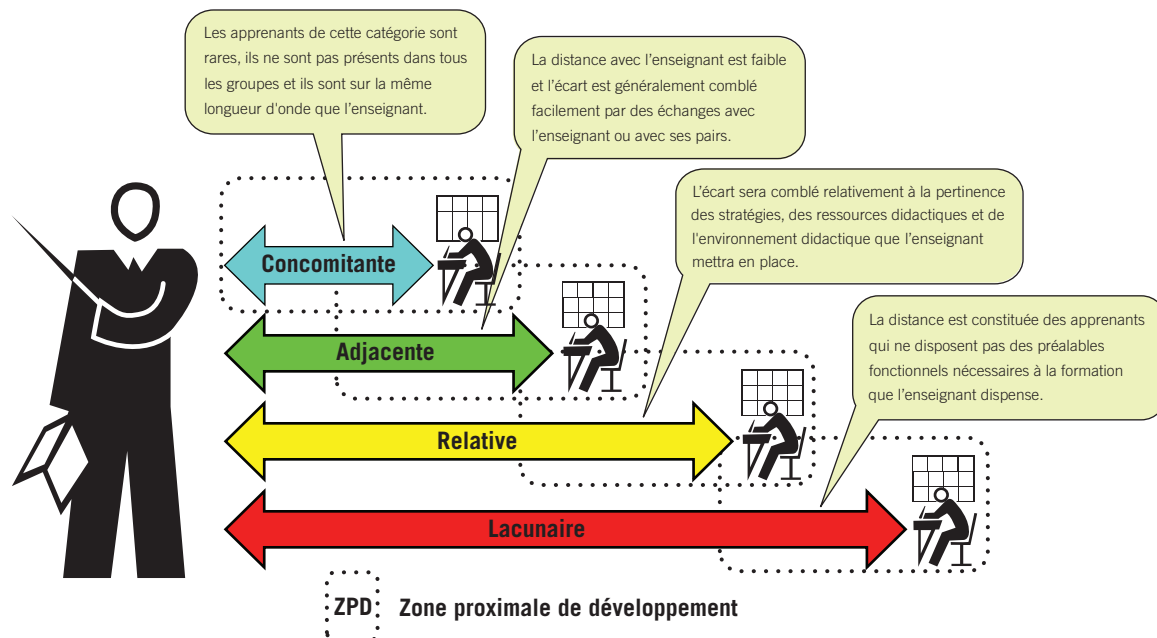 Les apprenants de cette catégorie sont
rares, ils ne sont pas présents dans tous
les groupes et ils sont sur la même
longueur d'onde que l'enseignant.
La distance avec l'enseignant est faible
et l'écart est généralement comblé
facilement par des échanges avec
l'enseignant ou avec ses pairs.
L'écart sera comblé relativement à la pertinence
des stratégies, des ressources didactiques et de
l'environnement didactique que l'enseignant
mettra en place.
Concomitante
La distance est constituée des apprenants
qui ne disposent pas des préalables
fonctionnels nécessaires à la formation
que l'enseignant dispense.
Adjacente
Relative
Lacunaire
ZPD Zone proximale de développement